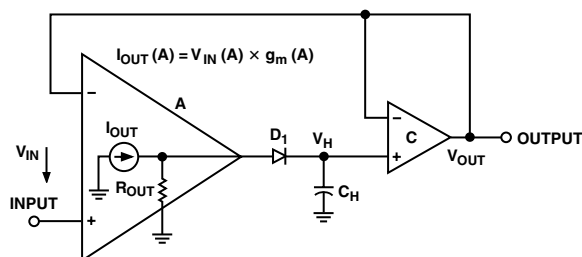 I_OUT (A) = V_IN (A) × g_m (A)
−
A
−
D_1
V_H
C
OUTPUT
I_OUT
V_IN
+
V_OUT
R_OUT
C_H
INPUT
+